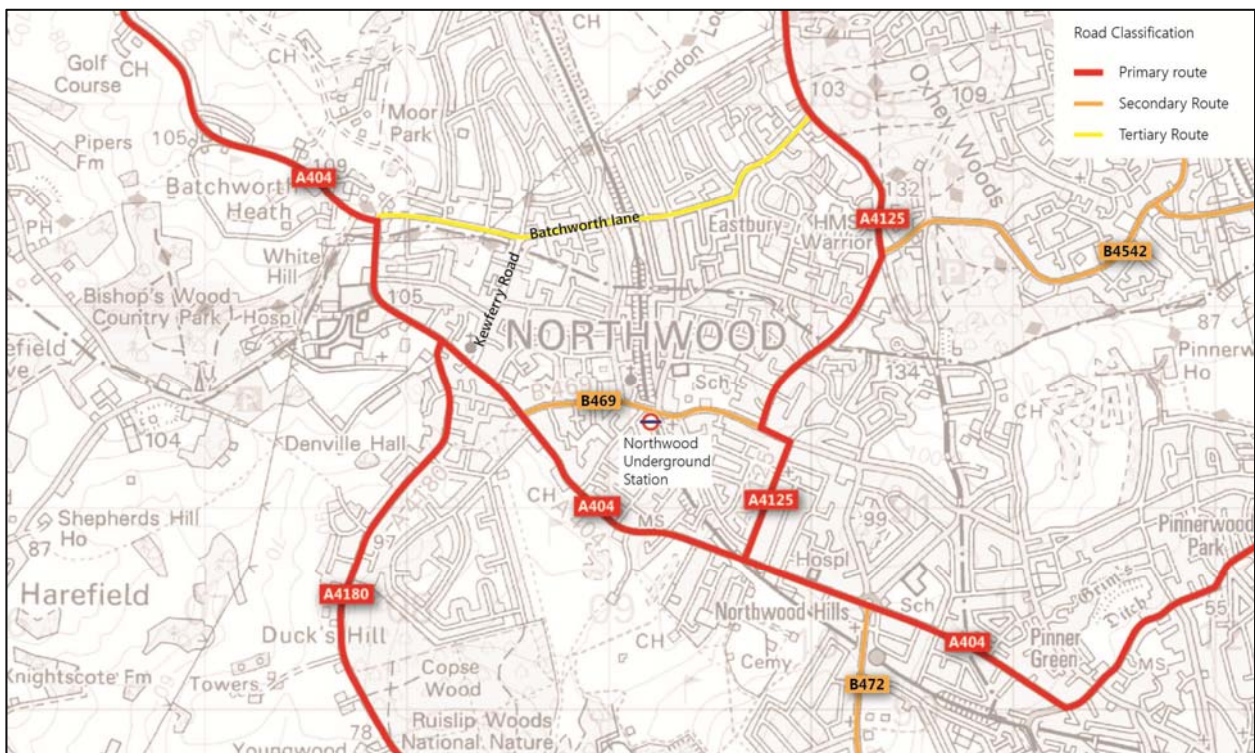 Road Classification
Primary route
Secondary Route
Tertiary Route
CH
Golf
Course
CH
Moor
Park
London
103
Oxhey Woods
109
Pipers
Fm
105
109
A404
Batchworth
Heath
PH
132
A4125
Batchworth lane
Eastbury
HMS
Warrior
B4542
White
Hill
Kewferry Road
Bishop's Wood
Country Park
Hospl
105
87
NORTHWOOD
Pinnerwood
Ho
134
Sch
B469
CH
104
Denville Hall
Northwood
Underground
Station
CH
A404
A4125
MS
99
Shepherds Hill
Ho
87
97
Pinnerwood
Park
Hospl
Grim's
Ditch
55
Harefield
A4180
Northwood Hills
Sch
A404
Pinner
Green
MS
Duck's Hill
CH
Cemy
Knightscote Fm
Towers
Copse
Wood
B472
78
Ruislip Woods
National Nature
Youngwood